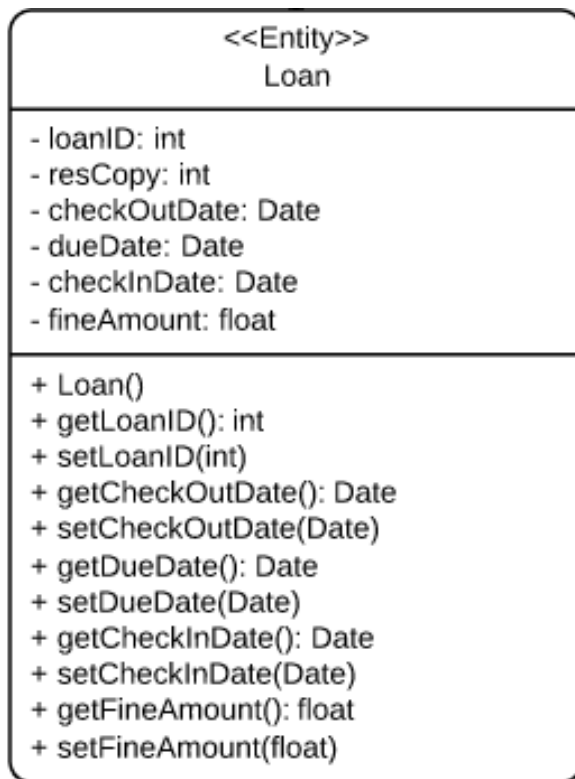 <<Entity>>
Loan
- loanID: int
- resCopy: int
- checkOutDate: Date
- dueDate: Date
- checkInDate: Date
- fineAmount: float
+ Loan()
+ getLoanID(): int
+ setLoanID(int)
+ getCheckOutDate(): Date
+ setCheckOutDate(Date)
+ getDueDate(): Date
+ setDueDate(Date)
+ getCheckInDate(): Date
+ setCheckInDate(Date)
+ getFineAmount(): float
+ setFineAmount(float)